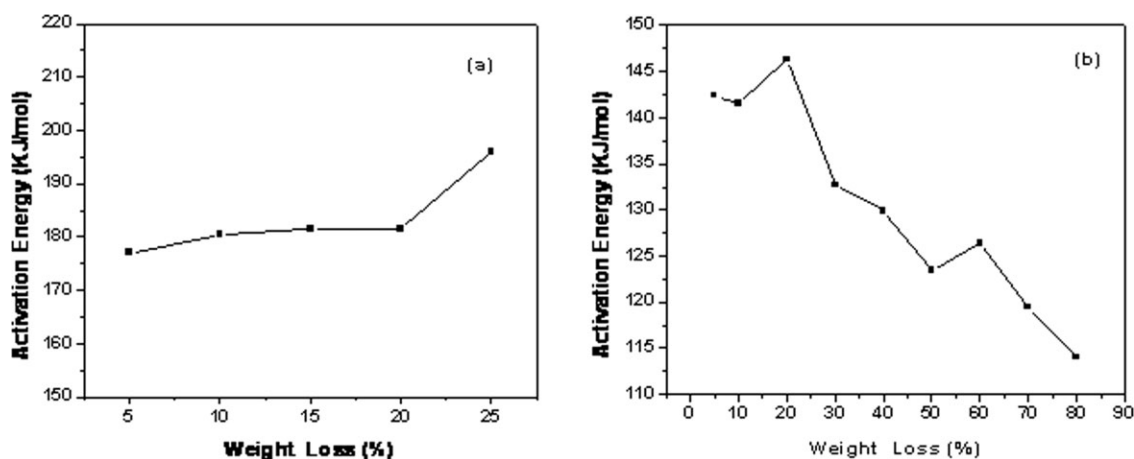 220
210
200
190
180
170
160
150
Activation Energy (KJ/mol)
(a)
5 10 15 20 25
Weight Loss (%)
150
145
140
135
130
125
120
115
110
Activation Energy (KJ/mol)
(b)
0 10 20 30 40 50 60 70 80 90
Weight Loss (%)